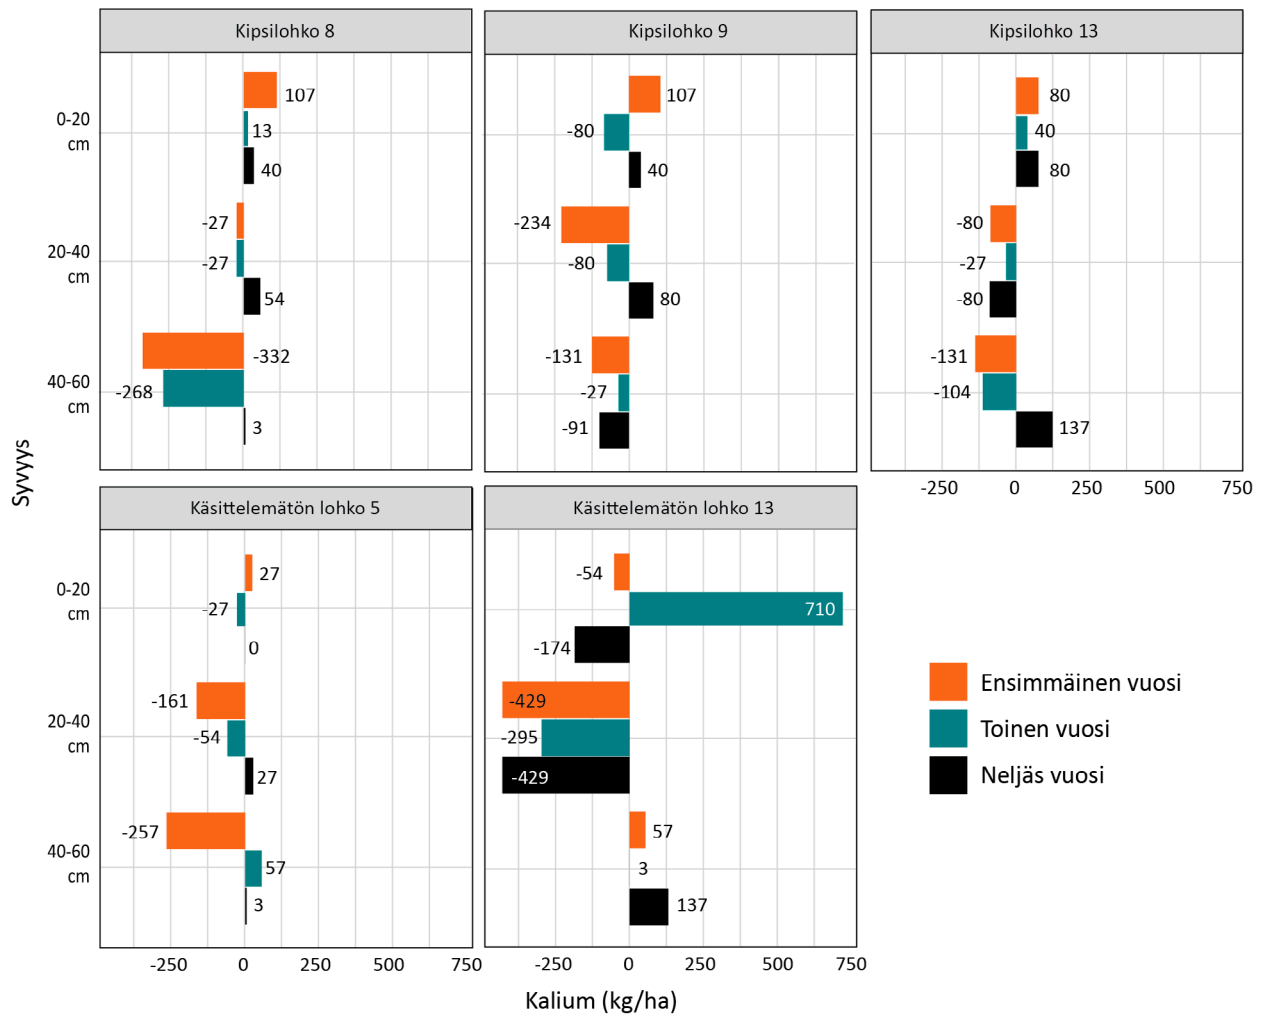 Kipsilohko 8
Kipsilohko 9
Kipsilohko 13
107
13
40
0-20
cm
-27
-27
54
20-40
cm
-332
-268
3
40-60
cm
107
-80
40
-234
-80
80
-131
-27
-91
80
40
80
-80
-27
-80
-131
-104
137
-250 0 250 500 750
Syvyys
Käsittelemätön lohko 5
Käsittelemätön lohko 13
27
-27
0
0-20
cm
-161
-54
27
20-40
cm
-257
57
3
40-60
cm
-250 0 250 500 750
-54
710
-174
-429
-295
-429
57
3
137
-250 0 250 500 750
Kalium (kg/ha)
Ensimmäinen vuosi
Toinen vuosi
Neljäs vuosi